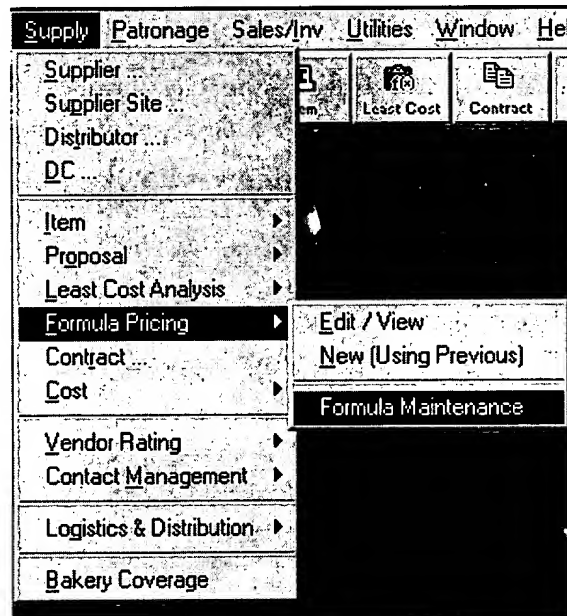 Supply Patronage Sales/Inv Utilities Window Hel
Supplier ...
Supplier Site ...
Distributor ...
DC ...
em Least Cost Contract
Item
Proposal
Least Cost Analysis
Formula Pricing
Edit / View
Contract ...
New (Using Previous)
Cost
Formula Maintenance
Vendor Rating
Contact Management
Logistics & Distribution
Bakery Coverage